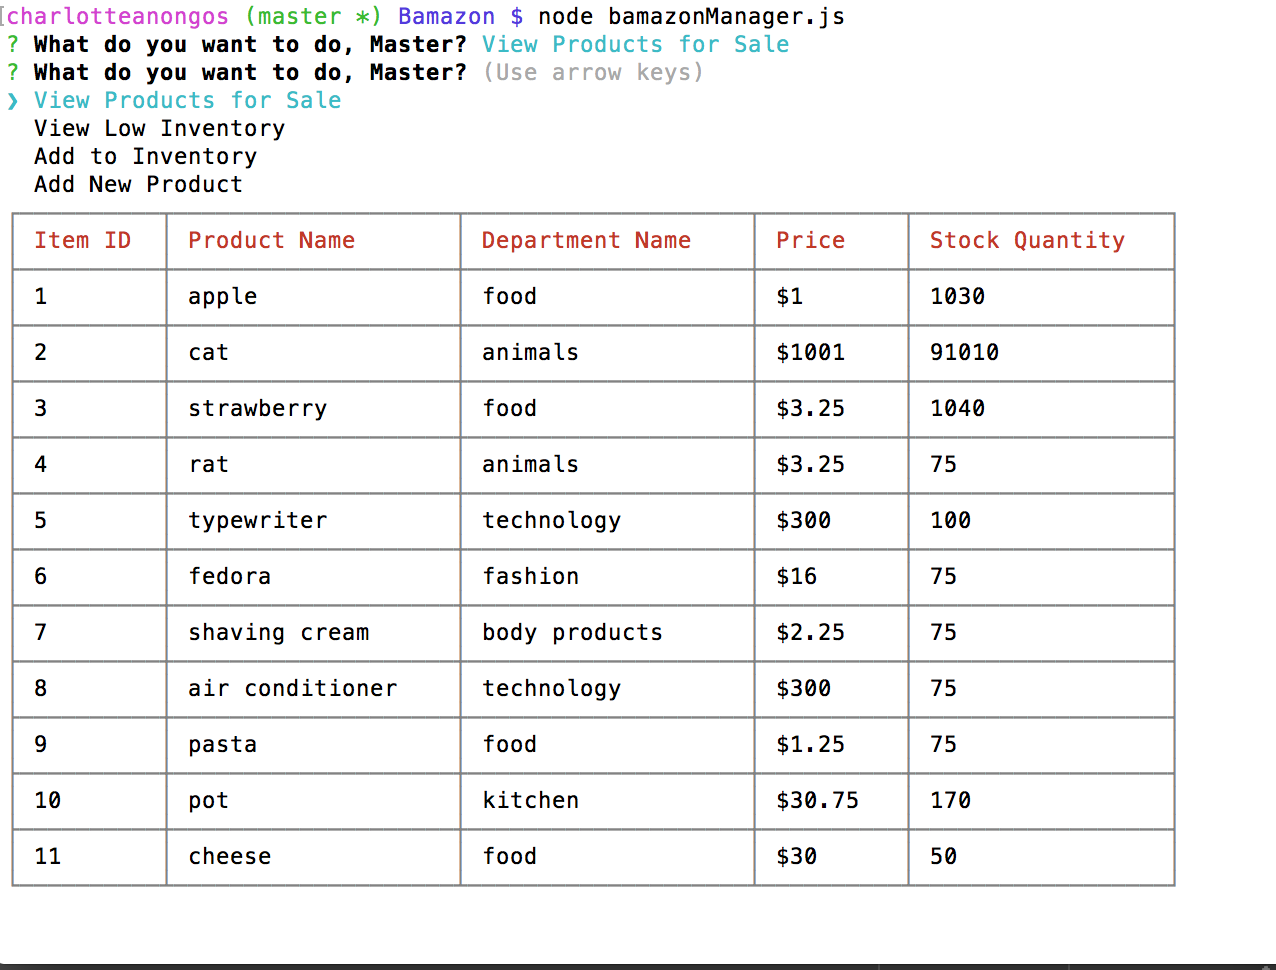 [charlotteanongos (master *) Bamazon $ node bamazonManager.js
? What do you want to do, Master? View Products for Sale
? What do you want to do, Master? (Use arrow keys)
❯ View Products for Sale
View Low Inventory
Add to Inventory
Add New Product
Item ID Product Name Department Name Price Stock Quantity
1 apple food $1 1030
2 cat animals $1001 91010
3 strawberry food $3.25 1040
4 rat animals $3.25 75
5 typewriter technology $300 100
6 fedora fashion $16 75
7 shaving cream body products $2.25 75
8 air conditioner technology $300 75
9 pasta food $1.25 75
10 pot kitchen $30.75 170
11 cheese food $30 50